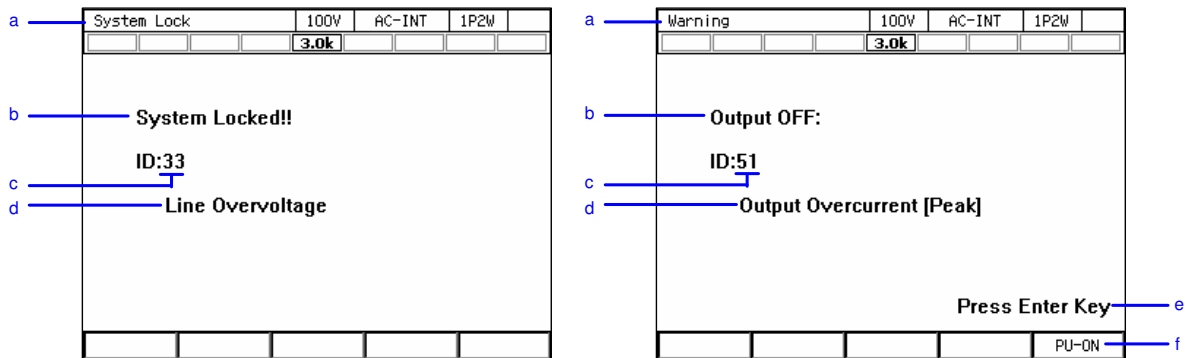 a System Lock 100V AC-INT 1P2W
3.0k
b System Locked!!
ID:33
c
d Line Overvoltage
a Warning 100V AC-INT 1P2W
3.0k
b Output OFF:
ID:51
c
d Output Overcurrent [Peak]
Press Enter Key e
PU-ON f